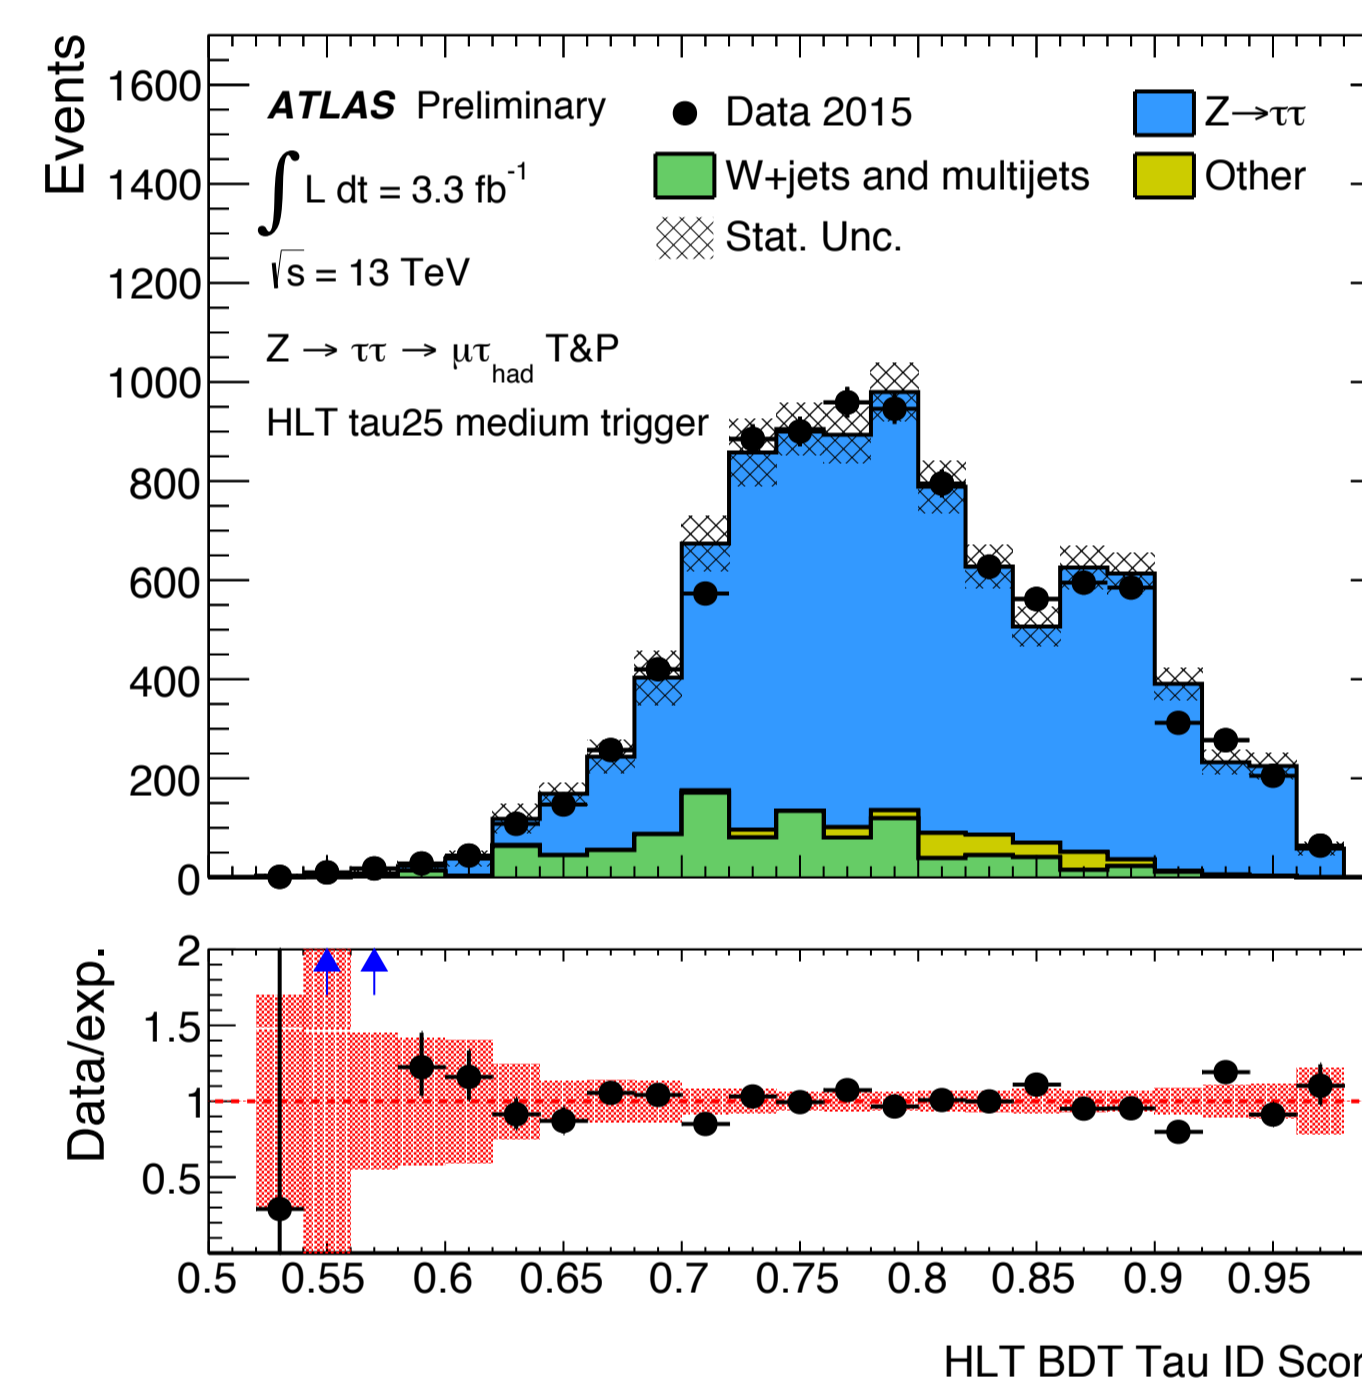 Events
1600
1400
1200
1000
800
600
400
200
0
ATLAS Preliminary
∫ L dt = 3.3 fb⁻¹
√s = 13 TeV
Z → ττ → μτ_had T&P
HLT tau25 medium trigger
Data 2015
Z→ττ
W+jets and multijets
Other
Stat. Unc.
Data/exp.
2
1.5
1
0.5
0.5 0.55 0.6 0.65 0.7 0.75 0.8 0.85 0.9 0.95
HLT BDT Tau ID Scor